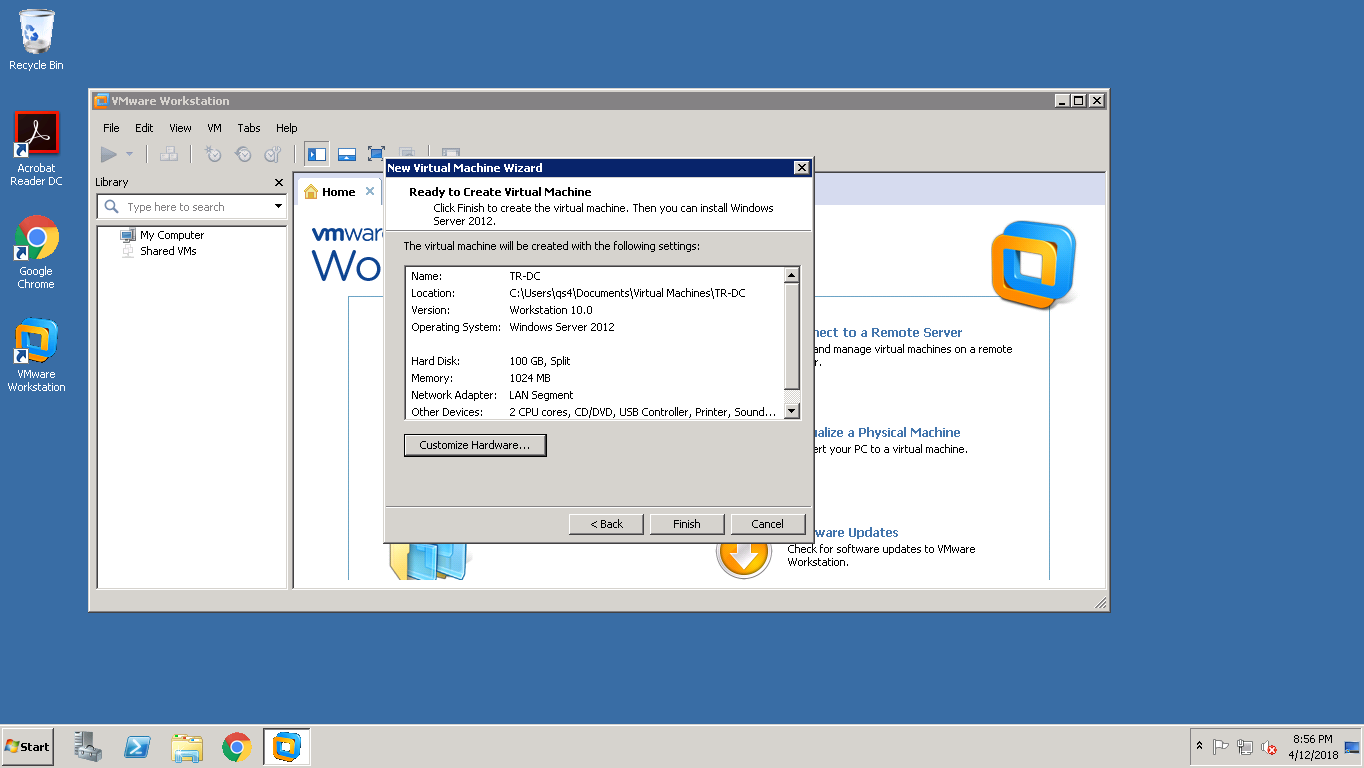 Recycle Bin
Acrobat
Reader DC
Google
Chrome
VMware
Workstation
VMware Workstation
File Edit View VM Tabs Help
Library
Type here to search
My Computer
Shared VMs
Home
vmware
Wo
New Virtual Machine Wizard
Ready to Create Virtual Machine
Click Finish to create the virtual machine. Then you can install Windows
Server 2012.
The virtual machine will be created with the following settings:
Name: TR-DC
Location: C:\Users\qs4\Documents\Virtual Machines\TR-DC
Version: Workstation 10.0
Operating System: Windows Server 2012
Hard Disk: 100 GB, Split
Memory: 1024 MB
Network Adapter: LAN Segment
Other Devices: 2 CPU cores, CD/DVD, USB Controller, Printer, Sound...
Customize Hardware...
< Back Finish Cancel
nect to a Remote Server
and manage virtual machines on a remote
r.
ualize a Physical Machine
ert your PC to a virtual machine.
ware Updates
Check for software updates to VMware
Workstation.
Start
8:56 PM
4/12/2018